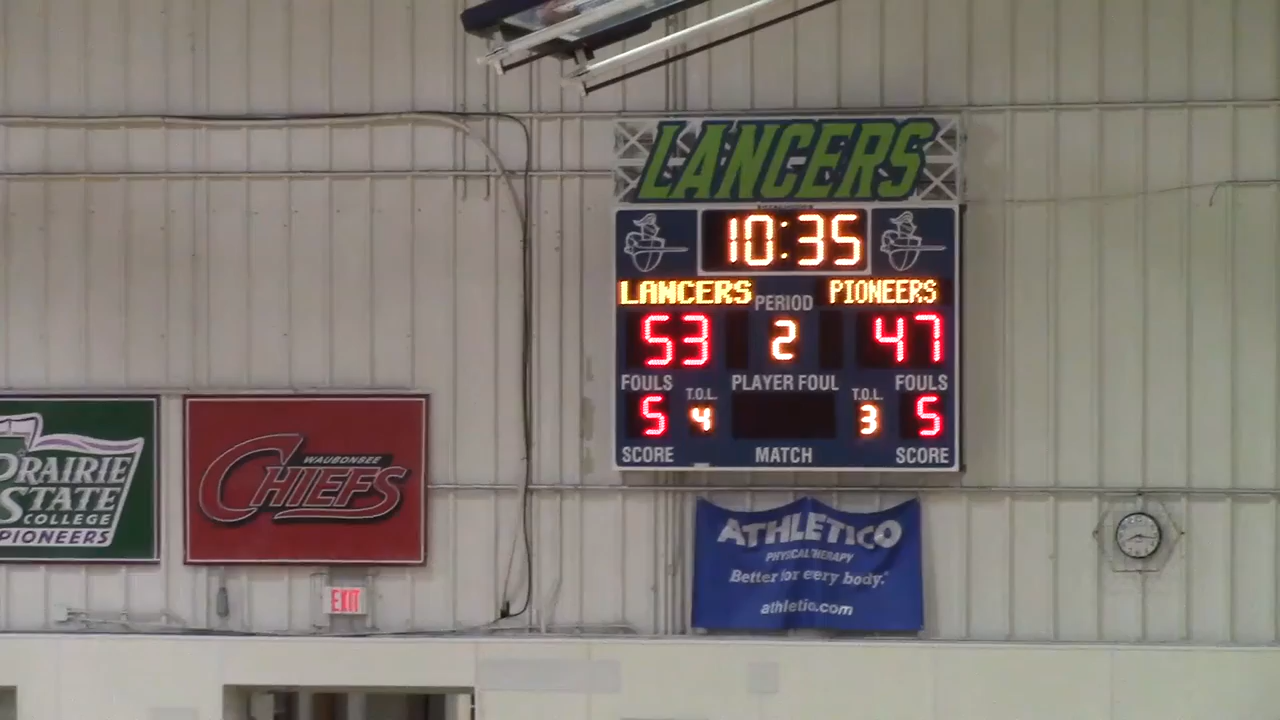 LANCERS
10:35
LANCERS PERIOD PIONEERS
53 2 47
FOULS T.O.L. PLAYER FOUL T.O.L. FOULS
5 4 3 5
SCORE MATCH SCORE
PRAIRIE
STATE
COLLEGE
PIONEERS
WAUBONSEE
CHIEFS
EXIT
ATHLETICO
PHYSICAL THERAPY
Better for every body.
athletico.com